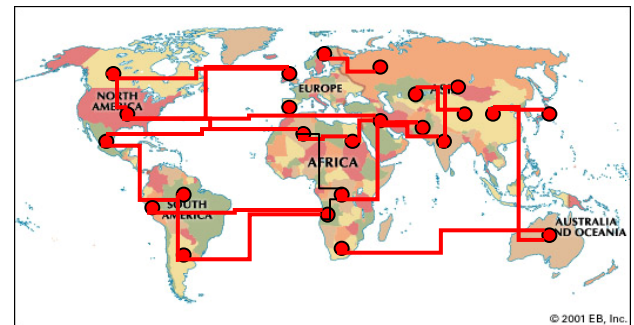 EUROPE
NORTH
AMERICA
AFRICA
SOUTH
AMERICA
AUSTRALIA
ND OCEANIA
© 2001 EB, Inc.